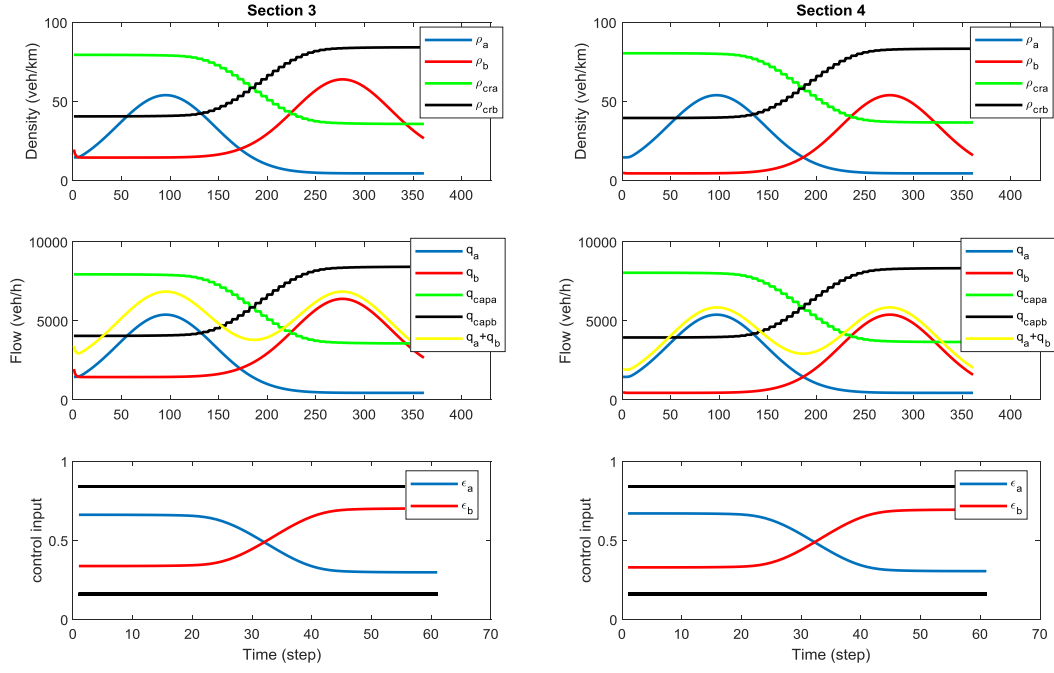 Section 3
Density (veh/km)
100
50
0
0 50 100 150 200 250 300 350 400
ρa
ρb
ρcra
ρcrb
Section 4
Density (veh/km)
100
50
0
0 50 100 150 200 250 300 350 400
ρa
ρb
ρcra
ρcrb
Flow (veh/h)
10000
5000
0
0 50 100 150 200 250 300 350 400
qa
qb
qcapa
qcapb
qa+qb
Flow (veh/h)
10000
5000
0
0 50 100 150 200 250 300 350 400
qa
qb
qcapa
qcapb
qa+qb
control input
1
0.5
0
0 10 20 30 40 50 60 70
Time (step)
ϵa
ϵb
control input
1
0.5
0
0 10 20 30 40 50 60 70
Time (step)
ϵa
ϵb